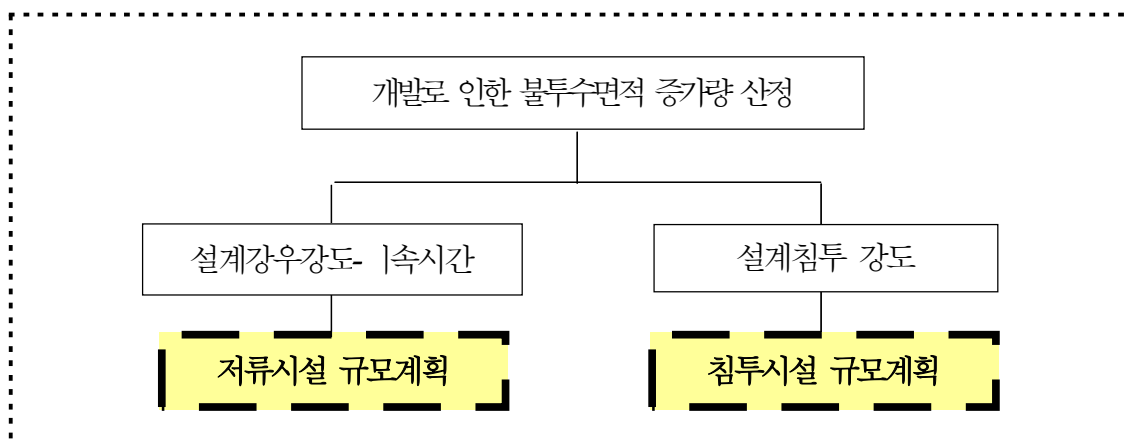 개발로 인한 불투수면적 증가량 산정
설계강우강도- ㅣ속시간
설계침투 강도
저류시설 규모계획
침투시설 규모계획